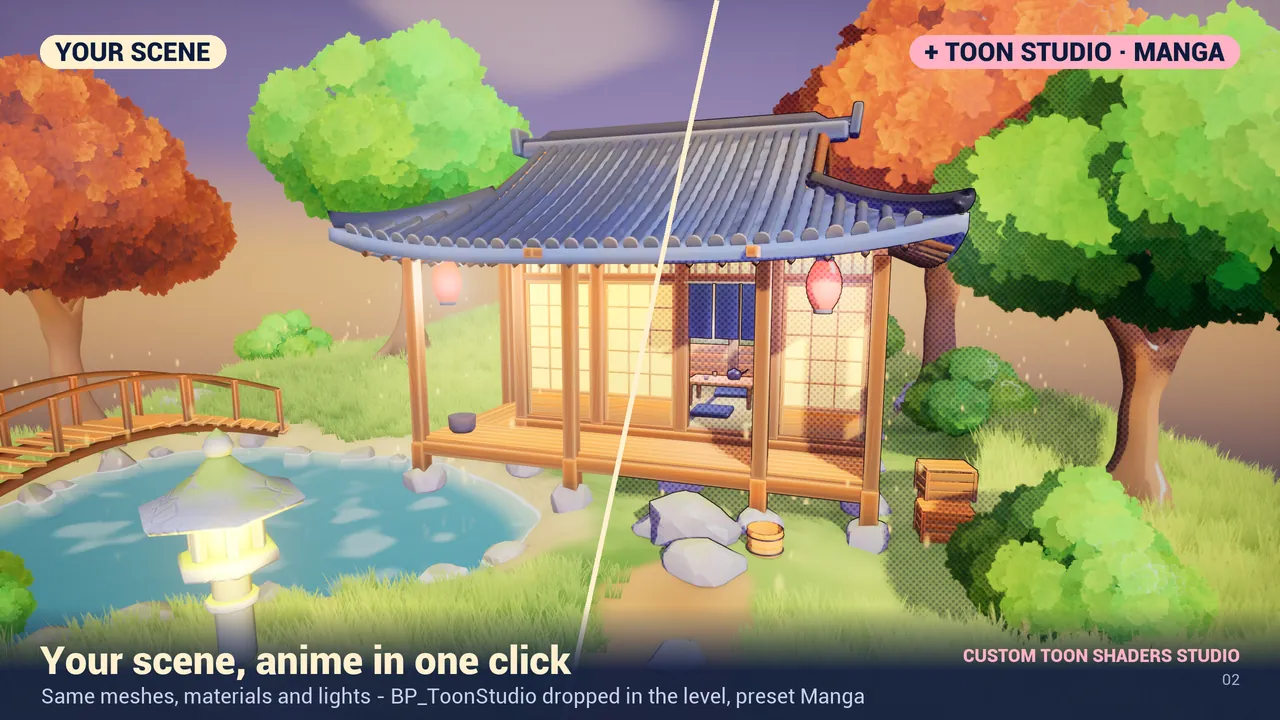 YOUR SCENE
+ TOON STUDIO · MANGA
Your scene, anime in one click
Same meshes, materials and lights - BP_ToonStudio dropped in the level, preset Manga
CUSTOM TOON SHADERS STUDIO
02